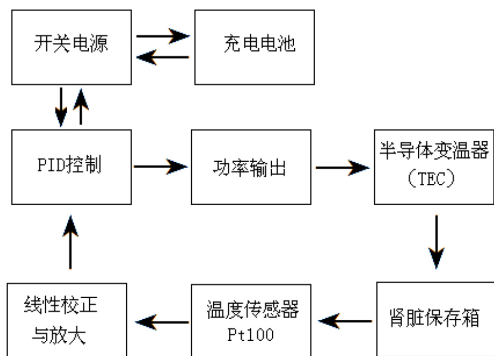 开关电源
充电电池
PID控制
功率输出
半导体变温器
(TEC)
线性校正
与放大
温度传感器
Pt100
肾脏保存箱